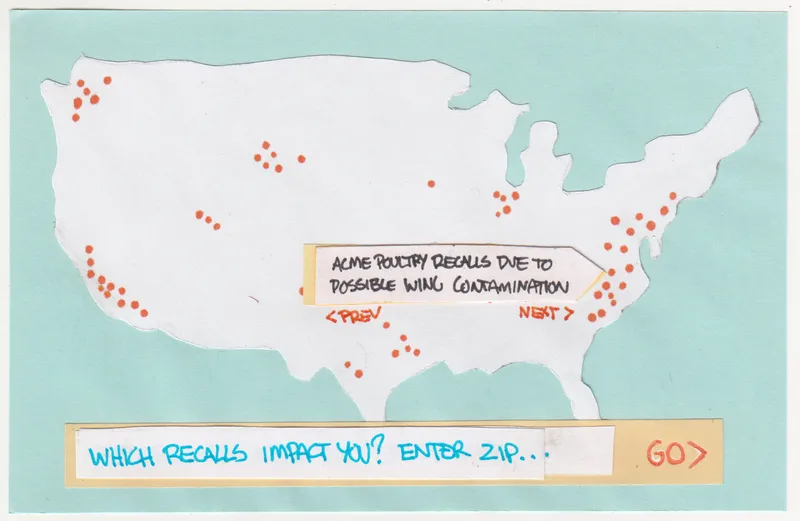 ACME POULTRY RECALLS DUE TO
POSSIBLE WING CONTAMINATION
< PREV NEXT >
WHICH RECALLS IMPACT YOU? ENTER ZIP...
GO>